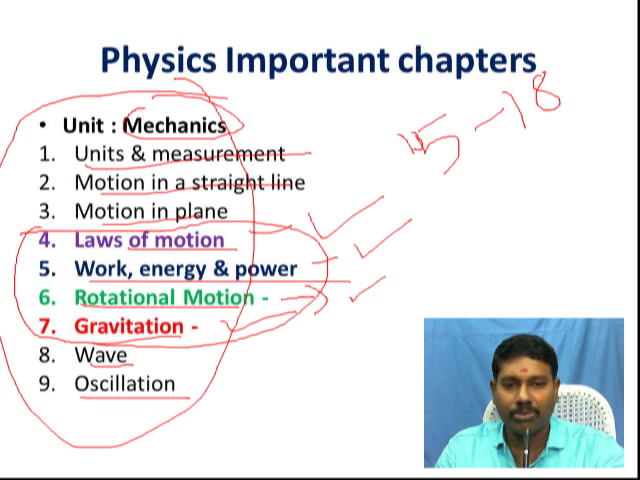 Physics Important chapters
• Unit : Mechanics
1. Units & measurement
2. Motion in a straight line
3. Motion in plane
4. Laws of motion
5. Work, energy & power
6. Rotational Motion -
7. Gravitation -
8. Wave
9. Oscillation
15-18